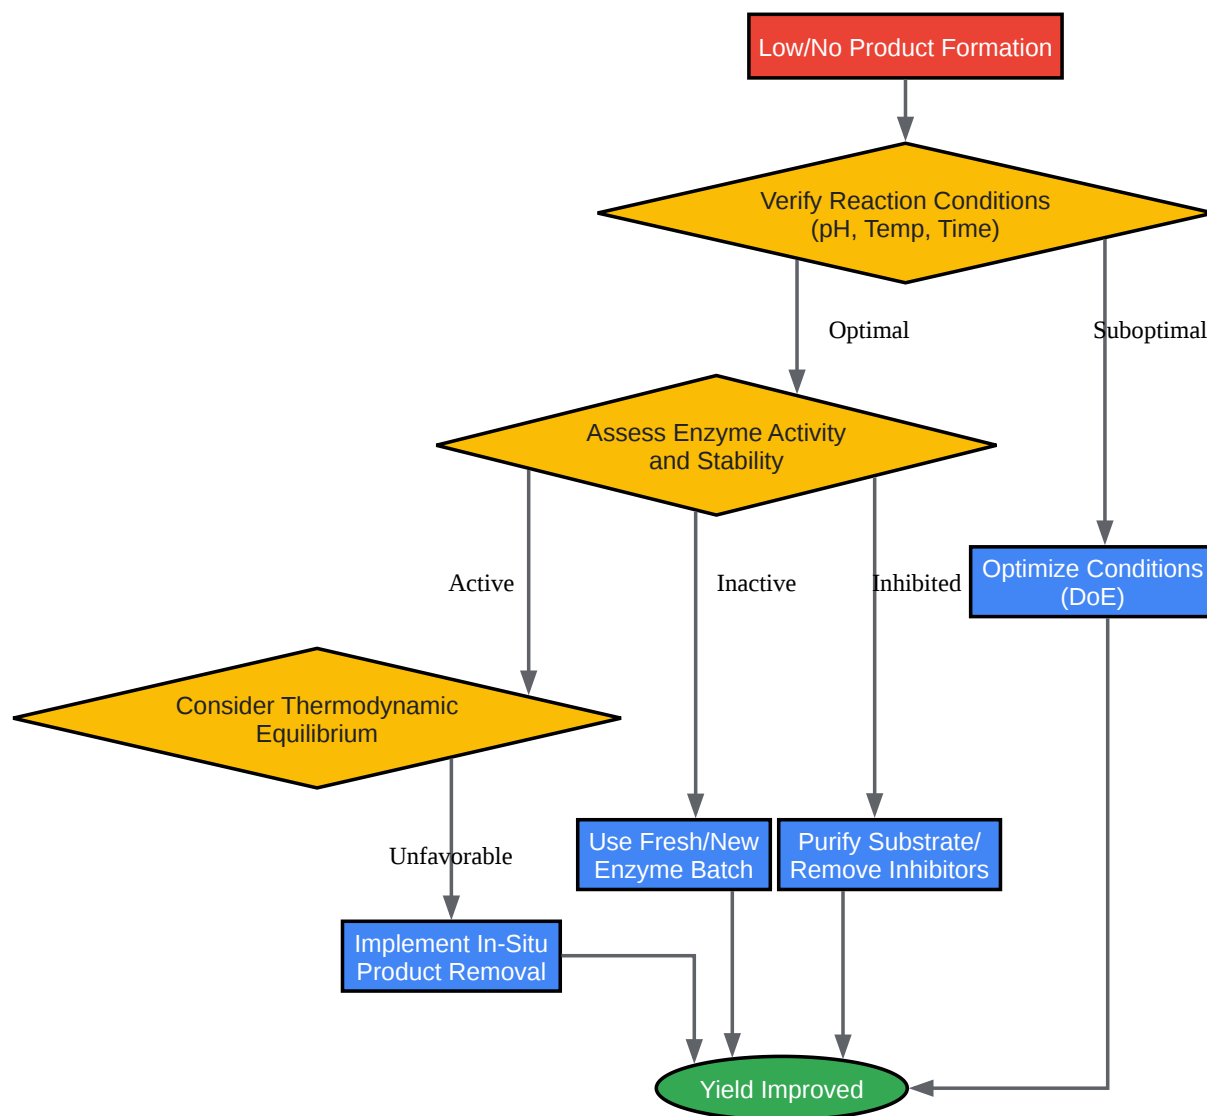 Low/No Product Formation
Verify Reaction Conditions
(pH, Temp, Time)
Optimal
Suboptimal
Assess Enzyme Activity
and Stability
Active
Inactive
Inhibited
Optimize Conditions
(DoE)
Consider Thermodynamic
Equilibrium
Unfavorable
Use Fresh/New
Enzyme Batch
Purify Substrate/
Remove Inhibitors
Implement In-Situ
Product Removal
Yield Improved